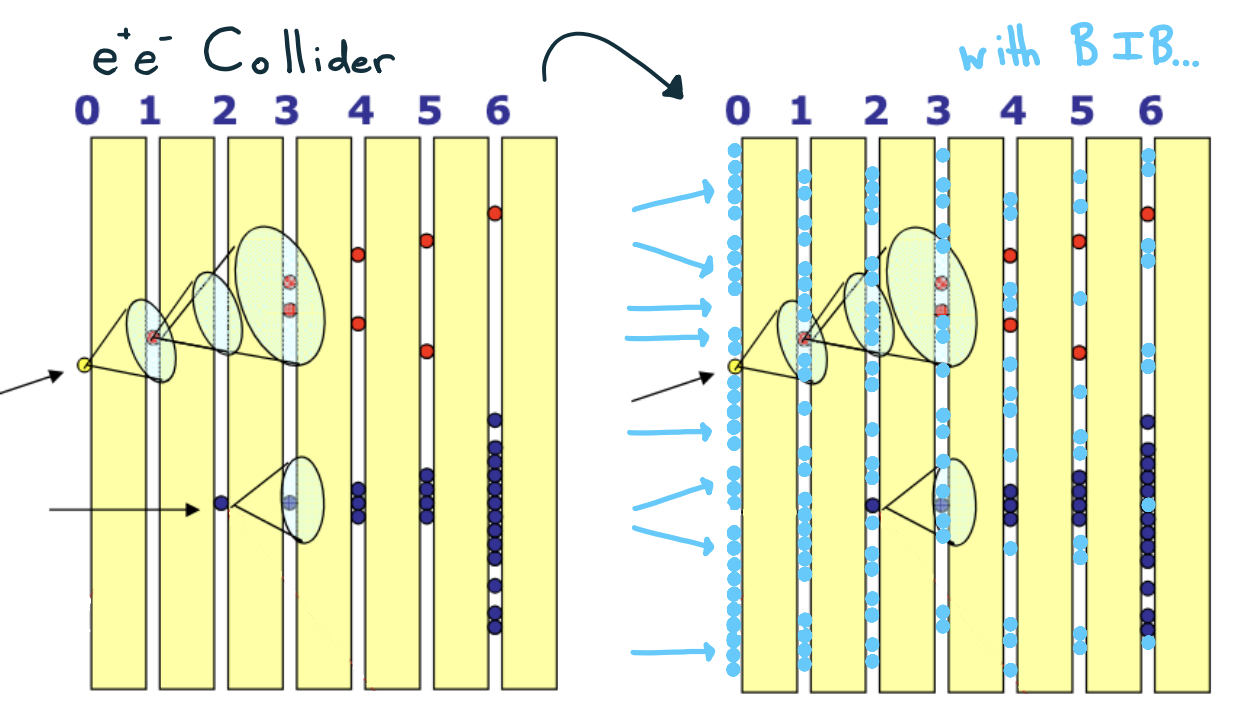 e⁺e⁻ Collider
with BIB...
0 1 2 3 4 5 6
0 1 2 3 4 5 6